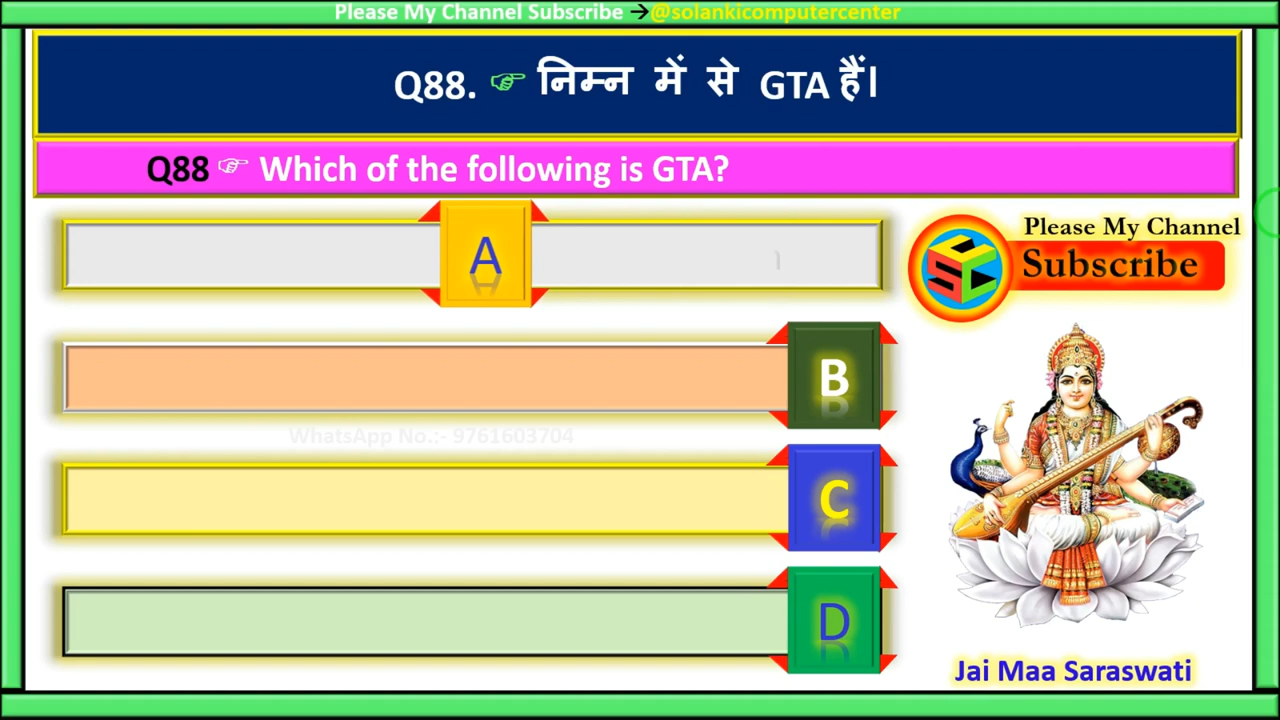 Please My Channel Subscribe →@solankicomputercenter
Q88. ☞ निम्न में से GTA हैं।
Q88 ☞ Which of the following is GTA?
A
Please My Channel
Subscribe
SCC
B
WhatsApp No.:- 9761603704
C
D
Jai Maa Saraswati